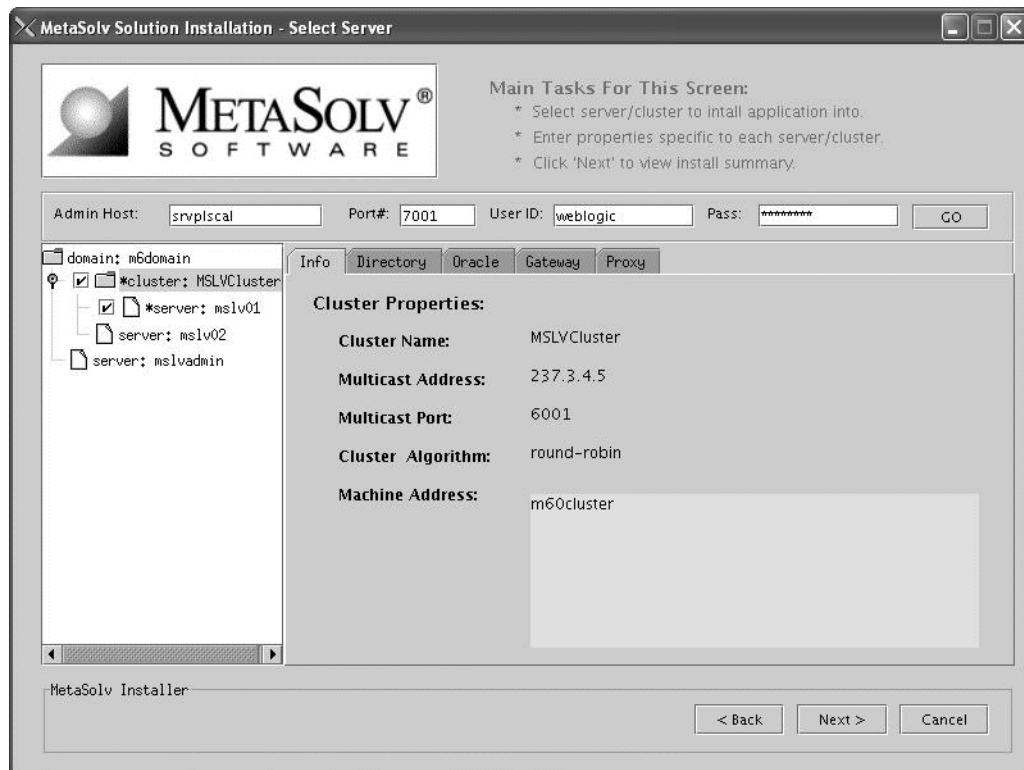 MetaSolv Solution Installation - Select Server
METASOLV®
SOFTWARE
Main Tasks For This Screen:
* Select server/cluster to intall application into.
* Enter properties specific to each server/cluster.
* Click 'Next' to view install summary.
Admin Host: srvplscal Port#: 7001 User ID: weblogic Pass: ******** GO
domain: m6domain
*cluster: MSLVCluster
*server: mslv01
server: mslv02
server: mslvadmin
Info Directory Oracle Gateway Proxy
Cluster Properties:
Cluster Name: MSLVCluster
Multicast Address: 237.3.4.5
Multicast Port: 6001
Cluster Algorithm: round-robin
Machine Address: m60cluster
MetaSolv Installer
< Back Next > Cancel